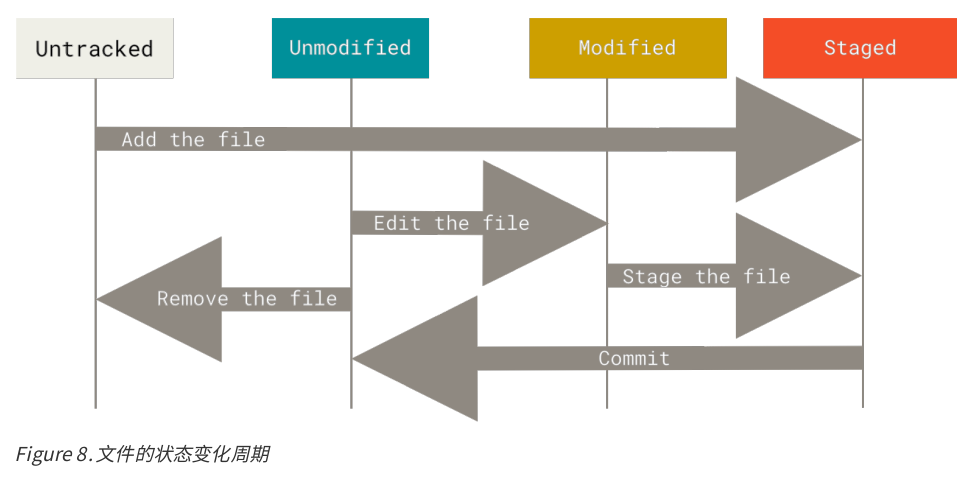 Untracked
Unmodified
Modified
Staged
Add the file
Edit the file
Stage the file
Remove the file
Commit
Figure 8. 文件的状态变化周期